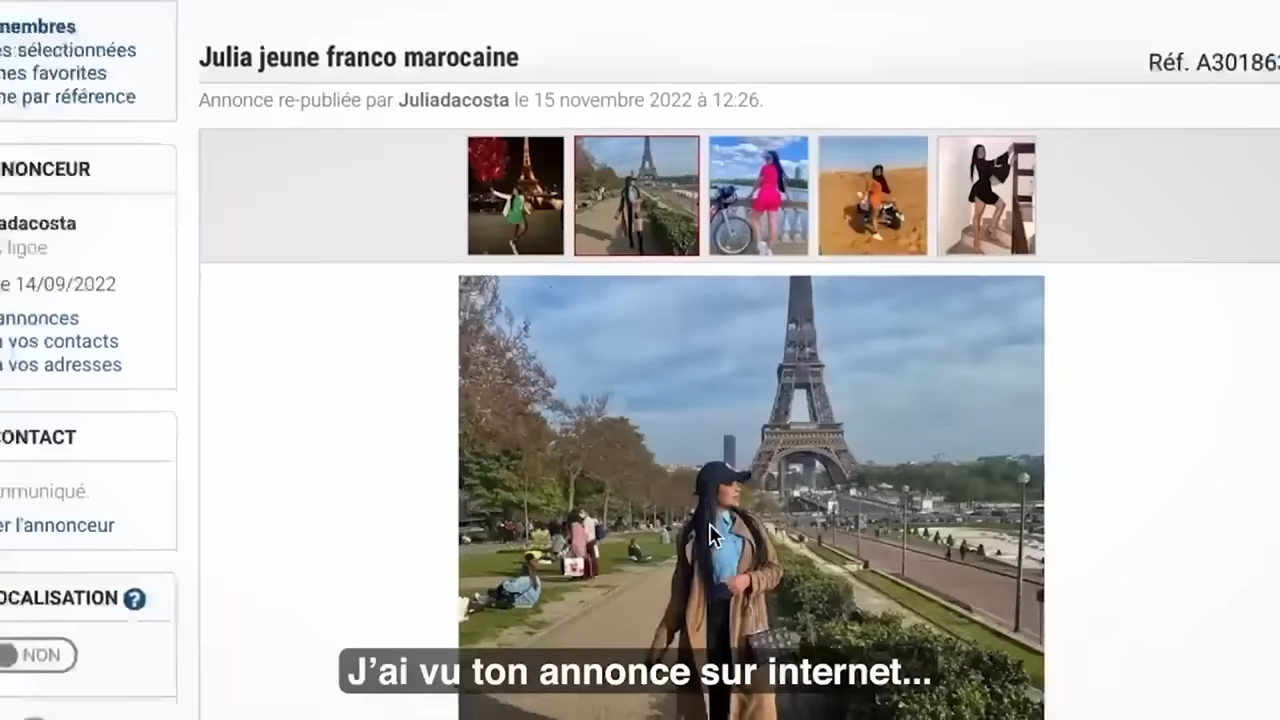 membres
es sélectionnées
nes favorites
ne par référence
Julia jeune franco marocaine
Réf. A301863
Annonce re-publiée par Juliadacosta le 15 novembre 2022 à 12:26.
NNONCEUR
adacosta
ligne
e 14/09/2022
annonces
à vos contacts
à vos adresses
CONTACT
mmuniqué.
er l'annonceur
OCALISATION ?
NON
J'ai vu ton annonce sur internet...